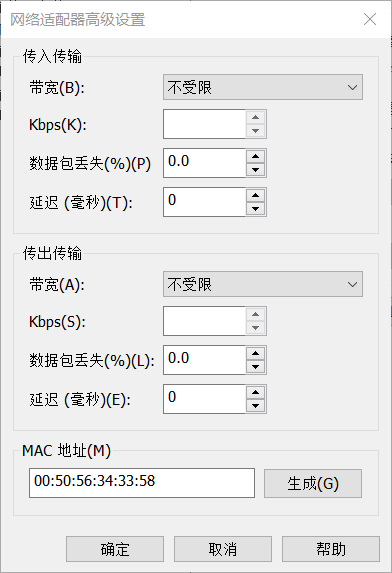 网络适配器高级设置
传入传输
带宽(B): 不受限
Kbps(K):
数据包丢失(%)(P) 0.0
延迟 (毫秒)(T): 0
传出传输
带宽(A): 不受限
Kbps(S):
数据包丢失(%)(L): 0.0
延迟 (毫秒)(E): 0
MAC 地址(M)
00:50:56:34:33:58 生成(G)
确定 取消 帮助